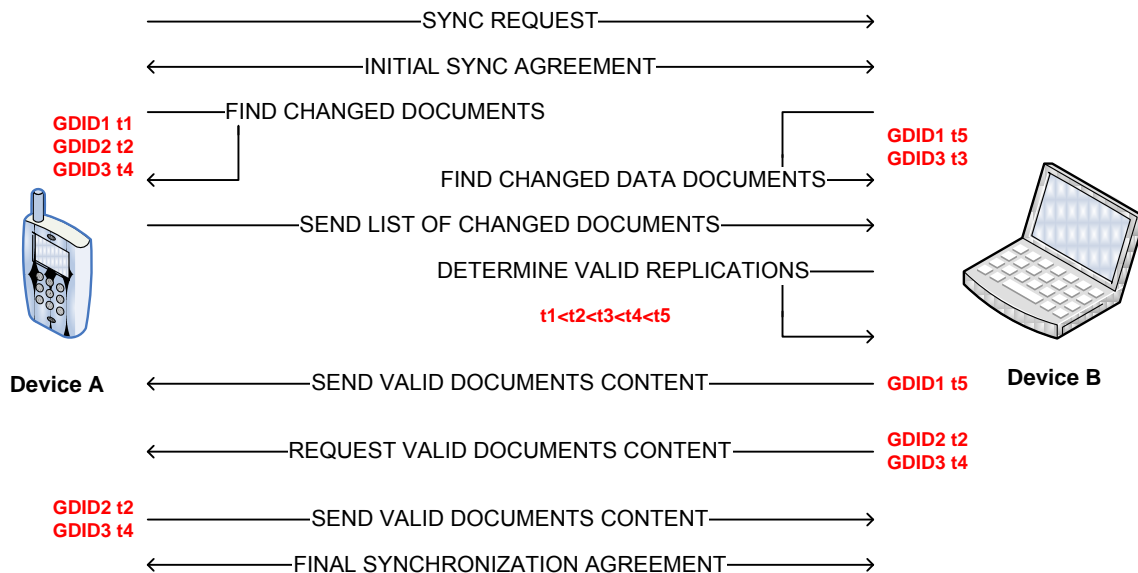 SYNC REQUEST
INITIAL SYNC AGREEMENT
FIND CHANGED DOCUMENTS
GDID1 t1
GDID2 t2
GDID3 t4
GDID1 t5
GDID3 t3
FIND CHANGED DATA DOCUMENTS
SEND LIST OF CHANGED DOCUMENTS
DETERMINE VALID REPLICATIONS
t1<t2<t3<t4<t5
Device A
SEND VALID DOCUMENTS CONTENT
GDID1 t5
Device B
REQUEST VALID DOCUMENTS CONTENT
GDID2 t2
GDID3 t4
GDID2 t2
GDID3 t4
SEND VALID DOCUMENTS CONTENT
FINAL SYNCHRONIZATION AGREEMENT